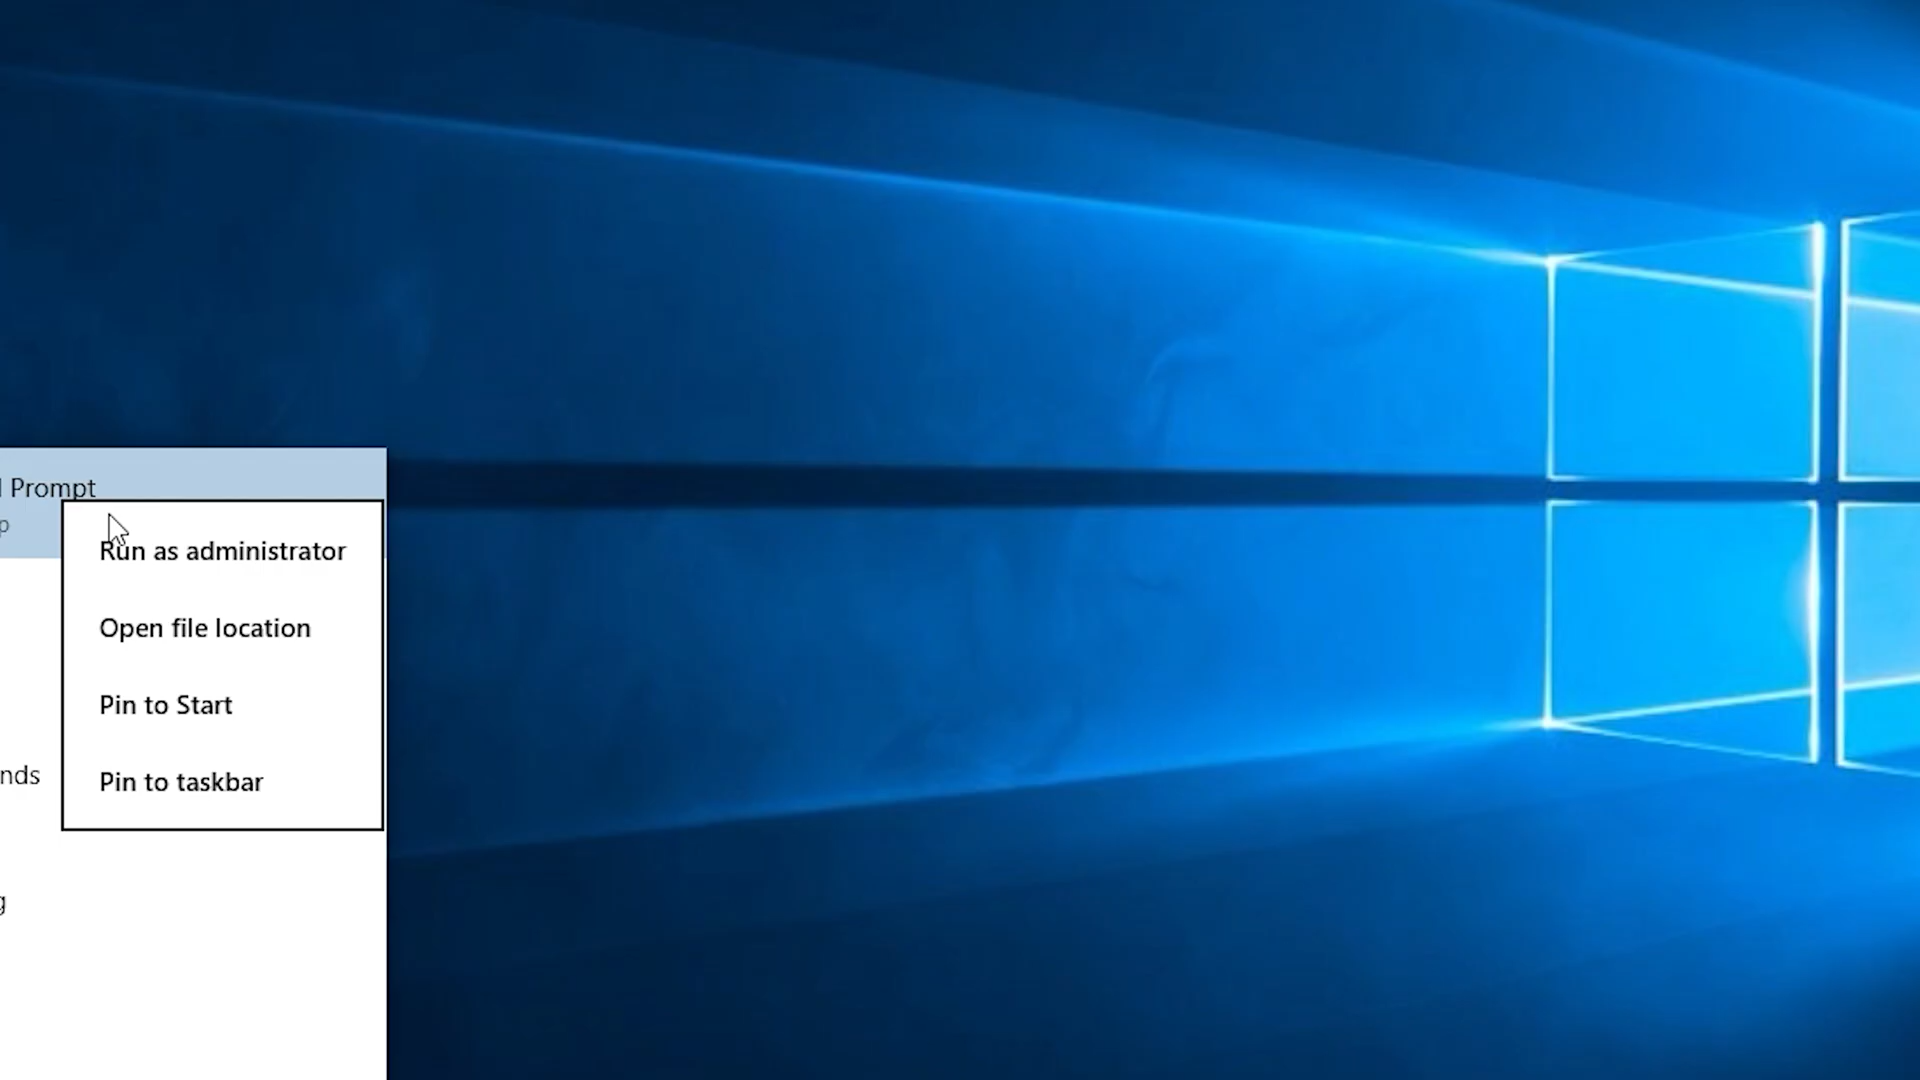 Prompt
p
Run as administrator
Open file location
Pin to Start
nds
Pin to taskbar
g